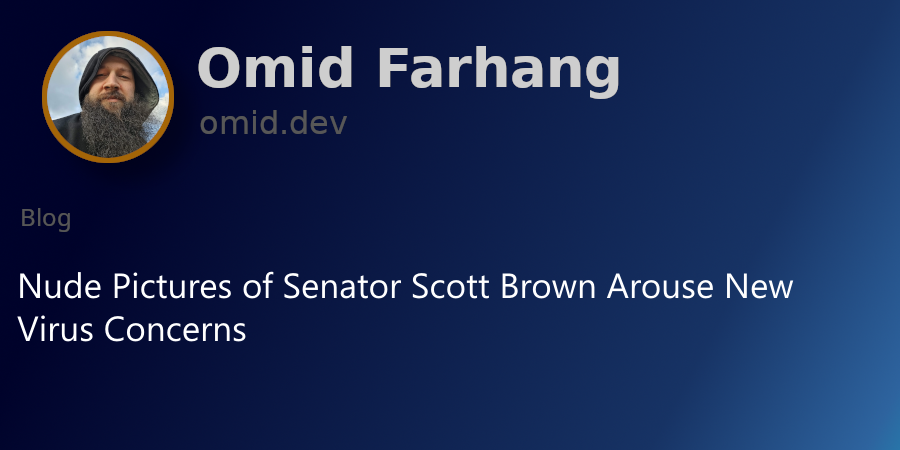 Omid Farhang
omid.dev
Blog
Nude Pictures of Senator Scott Brown Arouse New
Virus Concerns